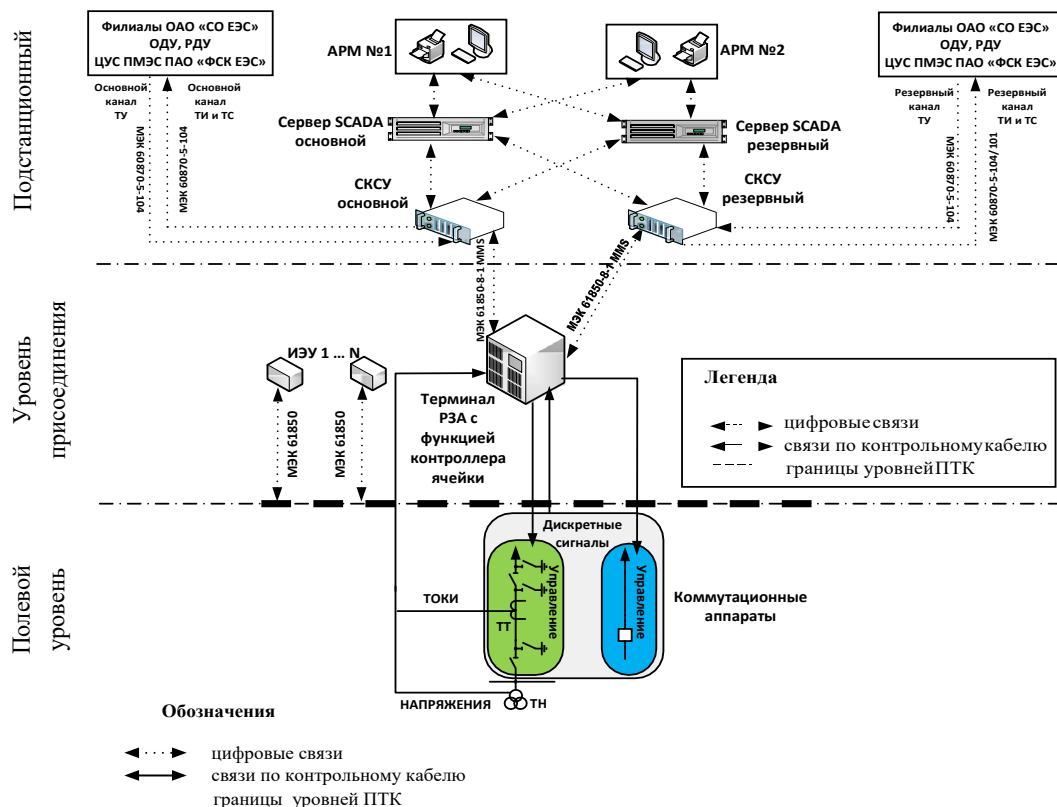 Подстанционный
Филиалы ОАО «СО ЕЭС»
ОДУ, РДУ
ЦУС ПМЭС ПАО «ФСК ЕЭС»
Основной
канал
ТУ
Основной
канал
ТИ и ТС
МЭК 60870-5-104
МЭК 60870-5-104
АРМ №1
АРМ №2
Сервер SCADA
основной
Сервер SCADA
резервный
СКСУ
основной
СКСУ
резервный
Филиалы ОАО «СО ЕЭС»
ОДУ, РДУ
ЦУС ПМЭС ПАО «ФСК ЕЭС»
Резервный
канал
ТУ
Резервный
канал
ТИ и ТС
МЭК 60870-5-104
МЭК 60870-5-104/101
МЭК 61850-8-1 MMS
МЭК 61850-8-1 MMS
Уровень
присоединения
ИЭУ 1 ... N
МЭК 61850
МЭК 61850
Терминал
РЗА с
функцией
контроллера
ячейки
Легенда
цифровые связи
связи по контрольному кабелю
границы уровней ПТК
Полевой
уровень
Дискретные
сигналы
Управление
Управление
ТОКИ
ТТ
Коммутационные
аппараты
НАПРЯЖЕНИЯ
ТН
Обозначения
цифровые связи
связи по контрольному кабелю
границы уровней ПТК